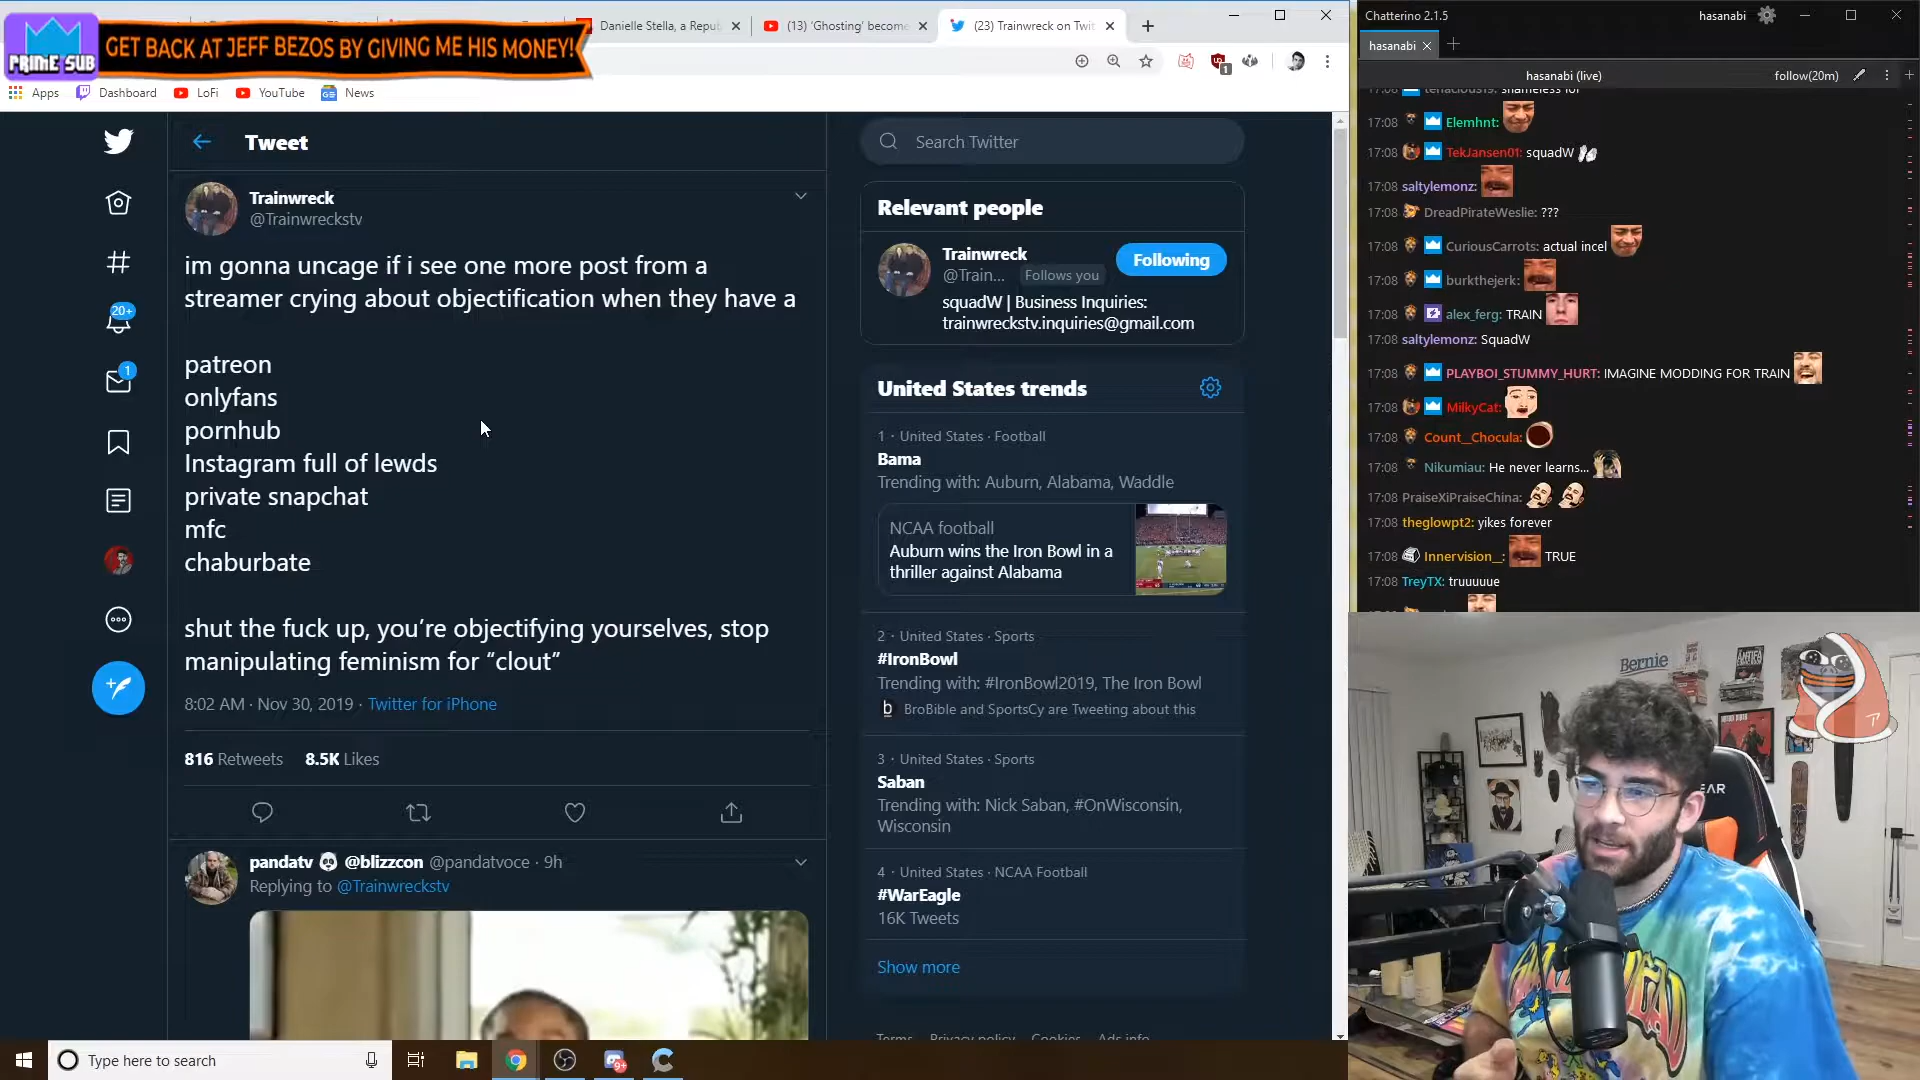 Danielle Stella, a Repu
(13) 'Ghosting' become
(23) Trainwreck on Twit
PRIME SUB
GET BACK AT JEFF BEZOS BY GIVING ME HIS MONEY!
1
Apps
Dashboard
LoFi
YouTube
News
Tweet
Trainwreck
@Trainwreckstv
im gonna uncage if i see one more post from a
streamer crying about objectification when they have a
patreon
onlyfans
pornhub
Instagram full of lewds
private snapchat
mfc
chaburbate
shut the fuck up, you're objectifying yourselves, stop
manipulating feminism for “clout”
8:02 AM · Nov 30, 2019 · Twitter for iPhone
816 Retweets 8.5K Likes
pandatv @blizzcon @pandatvoce · 9h
Replying to @Trainwreckstv
20+
1
Search Twitter
Relevant people
Trainwreck
@Train... Follows you
Following
squadW | Business Inquiries:
trainwreckstv.inquiries@gmail.com
United States trends
1 · United States · Football
Bama
Trending with: Auburn, Alabama, Waddle
NCAA football
Auburn wins the Iron Bowl in a
thriller against Alabama
2 · United States · Sports
#IronBowl
Trending with: #IronBowl2019, The Iron Bowl
b BroBible and SportsCy are Tweeting about this
3 · United States · Sports
Saban
Trending with: Nick Saban, #OnWisconsin,
Wisconsin
4 · United States · NCAA Football
#WarEagle
16K Tweets
Show more
Terms Privacy policy Cookies Ads info
Type here to search
9+
Chatterino 2.1.5
hasanabi
hasanabi
hasanabi (live)
follow(20m)
17:08 tenacious19: shameless lol
17:08 Elemhnt:
17:08 TekJansen01: squadW
17:08 saltylemonz:
17:08 DreadPirateWeslie: ???
17:08 CuriousCarrots: actual incel
17:08 burkthejerk:
17:08 alex_ferg: TRAIN
17:08 saltylemonz: SquadW
17:08 PLAYBOI_STUMMY_HURT: IMAGINE MODDING FOR TRAIN
17:08 MilkyCat:
17:08 Count__Chocula:
17:08 Nikumiau: He never learns...
17:08 PraiseXiPraiseChina:
17:08 theglowpt2: yikes forever
17:08 Innervision_: TRUE
17:08 TreyTX: truuuuue
Bernie
ANTIFA
EAR